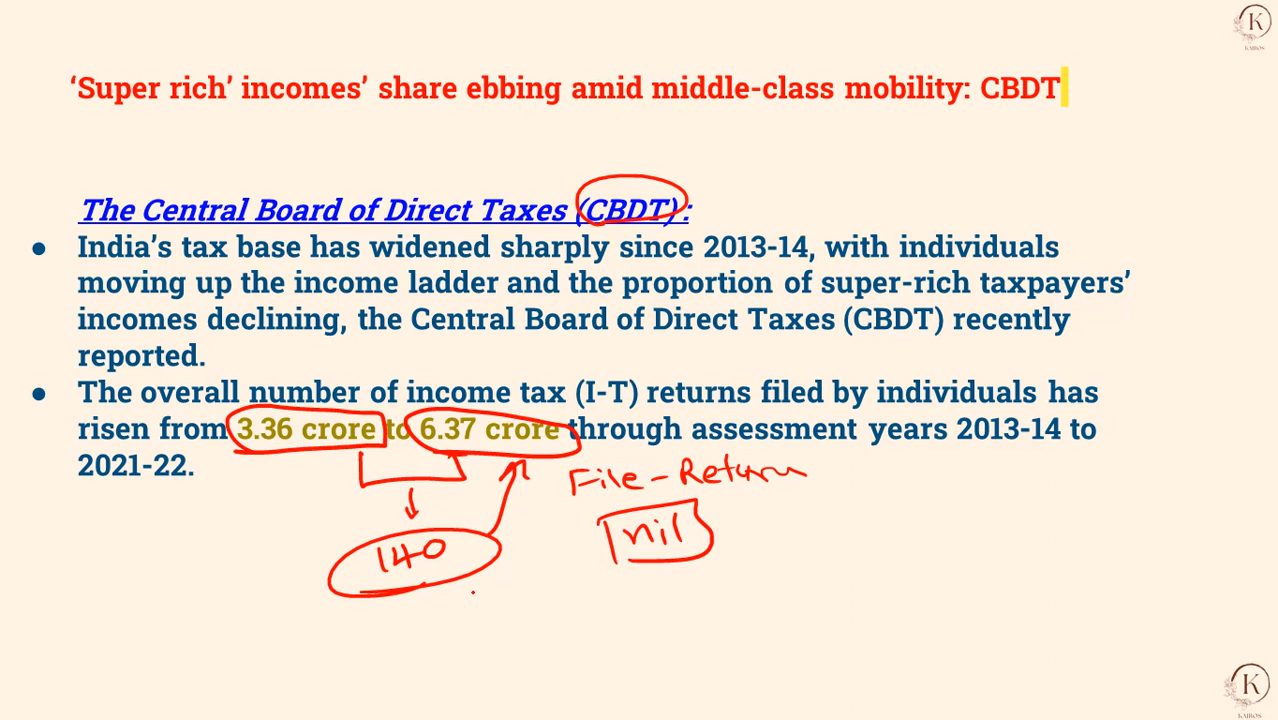 K
KAIROS
‘Super rich’ incomes’ share ebbing amid middle-class mobility: CBDT
The Central Board of Direct Taxes (CBDT) :
● India’s tax base has widened sharply since 2013-14, with individuals
moving up the income ladder and the proportion of super-rich taxpayers’
incomes declining, the Central Board of Direct Taxes (CBDT) recently
reported.
● The overall number of income tax (I-T) returns filed by individuals has
risen from 3.36 crore to 6.37 crore through assessment years 2013-14 to
2021-22.
File-Return
nil
140
K
KAIROS